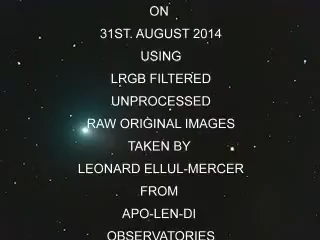 ON
31ST. AUGUST 2014
USING
LRGB FILTERED
UNPROCESSED
RAW ORIGINAL IMAGES
TAKEN BY
LEONARD ELLUL-MERCER
FROM
APO-LEN-DI
OBSERVATORIES